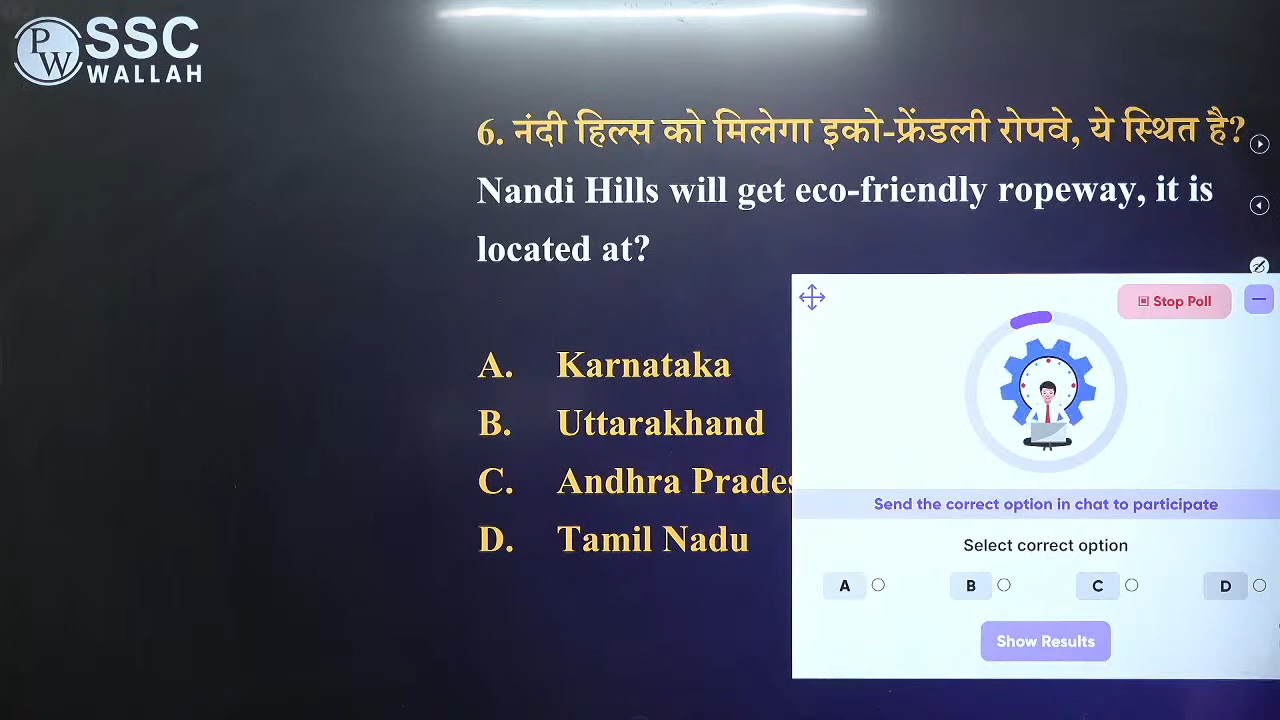 PW
SSC
WALLAH
6. नंदी हिल्स को मिलेगा इको-फ्रेंडली रोपवे, ये स्थित है?
Nandi Hills will get eco-friendly ropeway, it is
located at?
A. Karnataka
B. Uttarakhand
C. Andhra Prades
D. Tamil Nadu
Stop Poll
Send the correct option in chat to participate
Select correct option
A B C D
Show Results